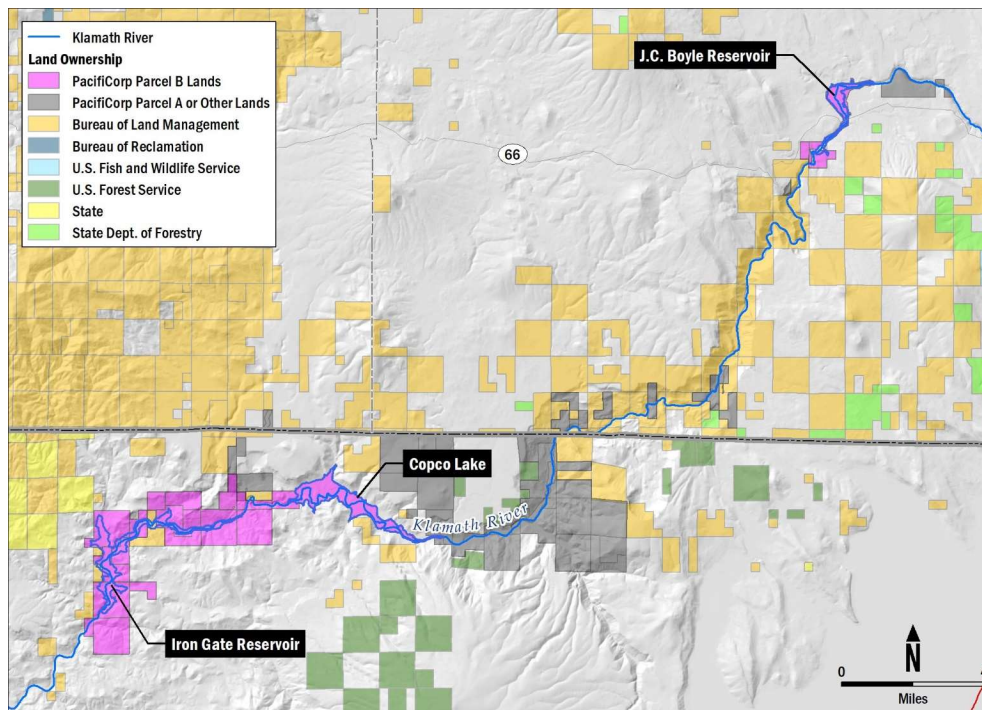 Klamath River
Land Ownership
PacifiCorp Parcel B Lands
PacifiCorp Parcel A or Other Lands
Bureau of Land Management
Bureau of Reclamation
U.S. Fish and Wildlife Service
U.S. Forest Service
State
State Dept. of Forestry
J.C. Boyle Reservoir
66
Copco Lake
Klamath River
Iron Gate Reservoir
N
0
Miles